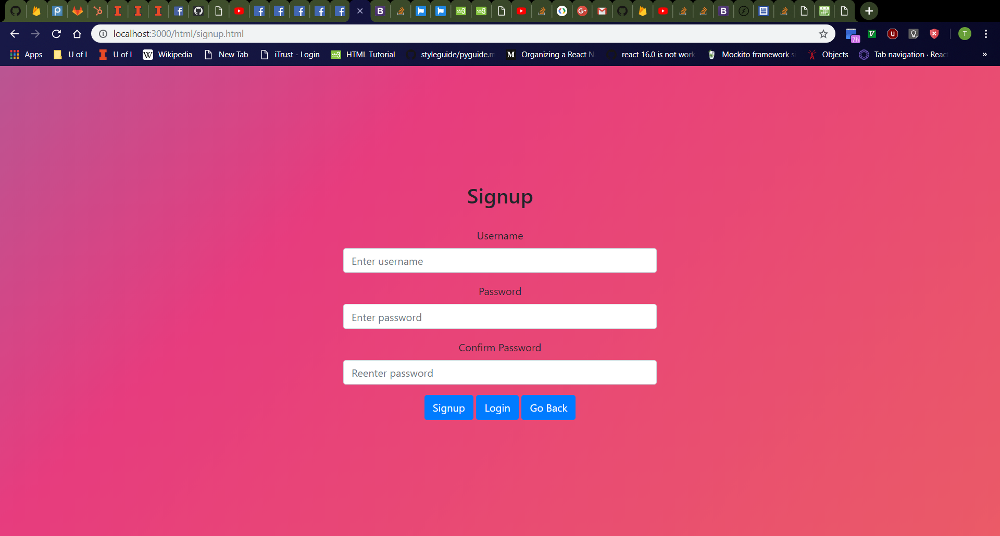 localhost:3000/html/signup.html
7h
T
Apps
U of I
U of I
Wikipedia
New Tab
iTrust - Login
HTML Tutorial
styleguide/pyguide.m
Organizing a React N
react 16.0 is not work
Mockito framework s
Objects
Tab navigation · Reac
»
Signup
Username
Enter username
Password
Enter password
Confirm Password
Reenter password
Signup
Login
Go Back